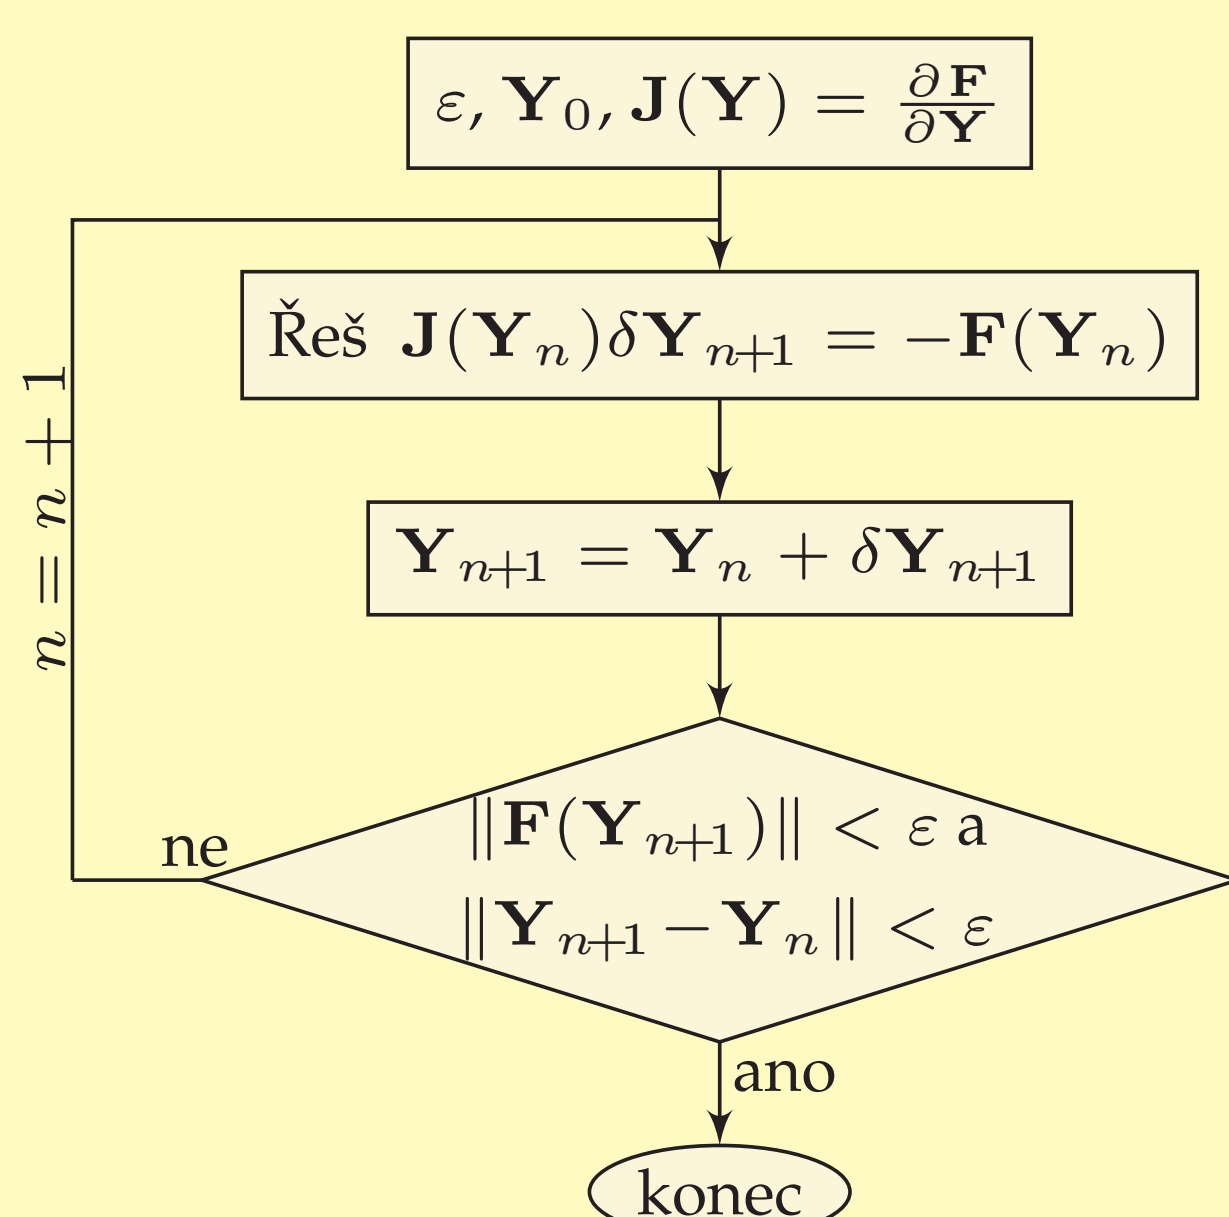 ε, Y₀, J(Y) = ∂F/∂Y
Řeš J(Yₙ)δYₙ₊₁ = −F(Yₙ)
n = n + 1
Yₙ₊₁ = Yₙ + δYₙ₊₁
‖F(Yₙ₊₁)‖ < ε a
‖Yₙ₊₁ − Yₙ‖ < ε
ne
ano
konec